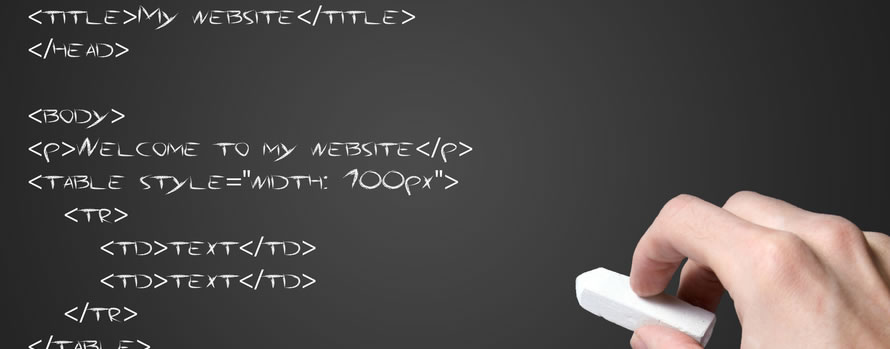 <TITLE>My website</TITLE>
</HEAD>
<BODY>
<p>Welcome to my website</p>
<TABLE STYLE="WIDTH: 100px">
<TR>
<TD>TEXT</TD>
<TD>TEXT</TD>
</TR>
</TABLE>